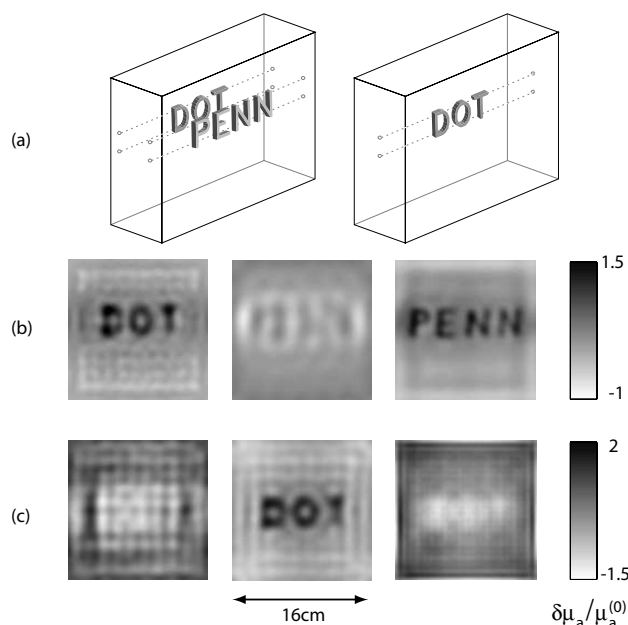 (a)
DOT
PENN
DOT
(b)
DOT
PENN
1.5
-1
(c)
DOT
2
-1.5
16cm
δμₐ/μₐ⁽⁰⁾